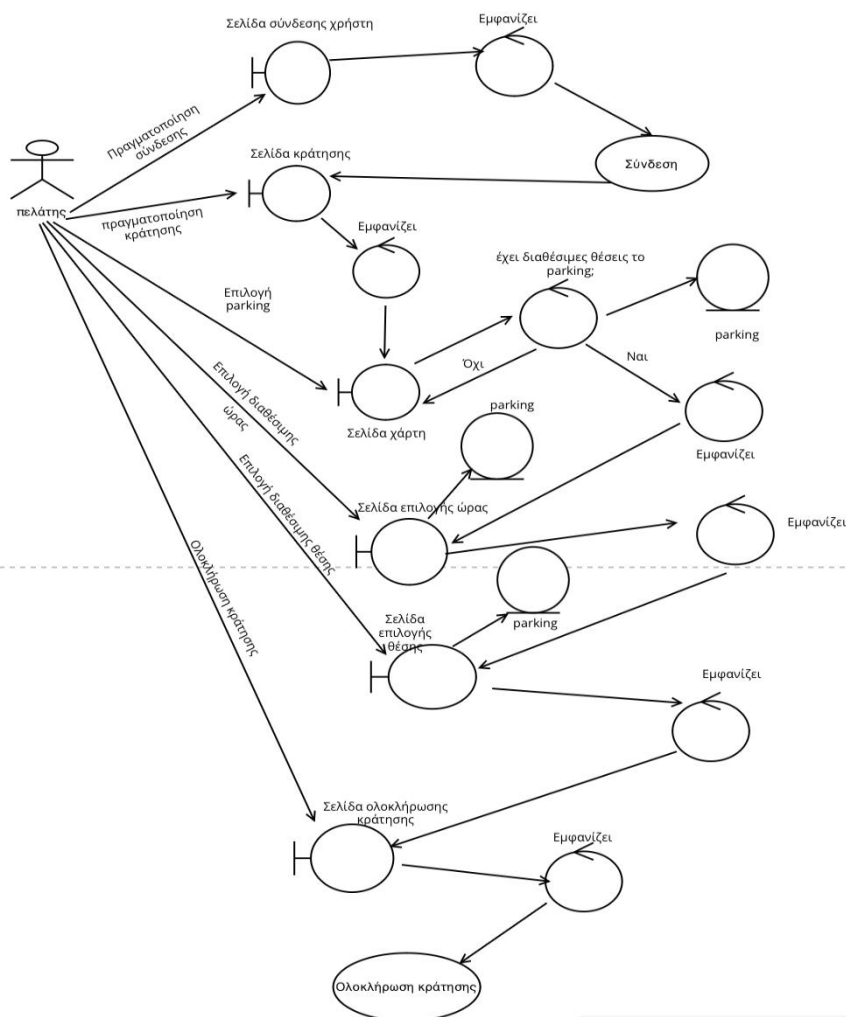 Σελίδα σύνδεσης χρήστη
Εμφανίζει
Πραγματοποίηση
σύνδεσης
Σύνδεση
Σελίδα κράτησης
πελάτης
πραγματοποίηση
κράτησης
Εμφανίζει
έχει διαθέσιμες θέσεις το
parking;
Επιλογή
parking
parking
Όχι
Ναι
Σελίδα χάρτη
parking
Εμφανίζει
Επιλογή διαθέσιμης
ώρας
Σελίδα επιλογής ώρας
Εμφανίζει
Επιλογή διαθέσιμης θέσης
Ολοκλήρωση κράτησης
Σελίδα
επιλογής
θέσης
parking
Εμφανίζει
Σελίδα ολοκλήρωσης
κράτησης
Εμφανίζει
Ολοκλήρωση κράτησης